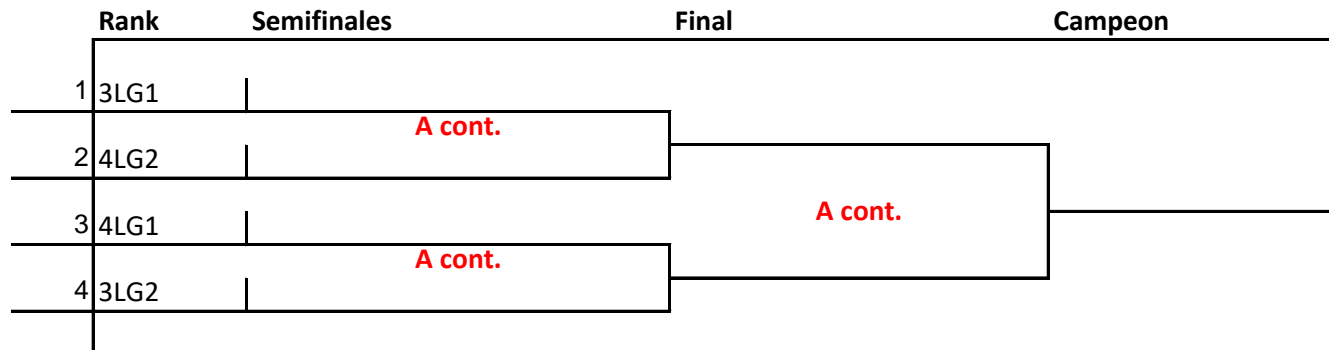 Rank Semifinales Final Campeon
1 3LG1
A cont.
2 4LG2
A cont.
3 4LG1
A cont.
4 3LG2